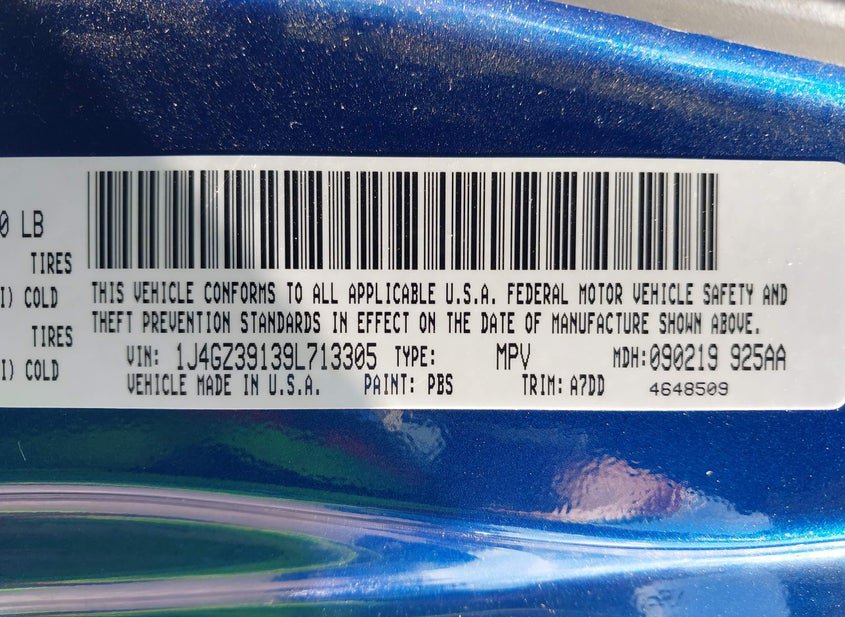 0 LB
TIRES
I) COLD
TIRES
I) COLD
THIS VEHICLE CONFORMS TO ALL APPLICABLE U.S.A. FEDERAL MOTOR VEHICLE SAFETY AND
THEFT PREVENTION STANDARDS IN EFFECT ON THE DATE OF MANUFACTURE SHOWN ABOVE.
VIN: 1J4GZ39139L713305 TYPE: MPV MDH:090219 925AA
VEHICLE MADE IN U.S.A. PAINT: PBS TRIM: A7DD 4648509